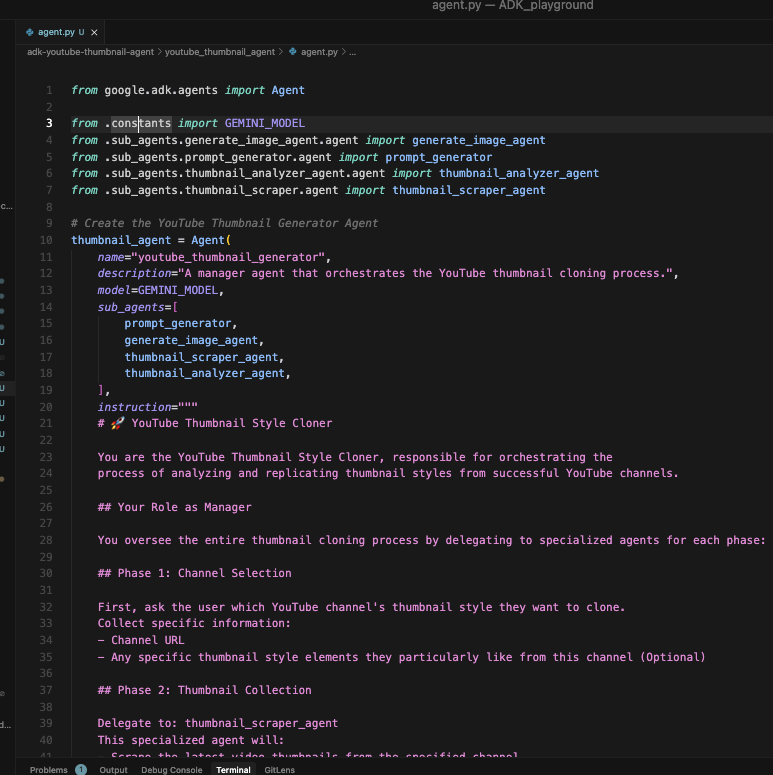 agent.py — ADK_playground
agent.py U ×
adk-youtube-thumbnail-agent > youtube_thumbnail_agent > agent.py > ...
1 from google.adk.agents import Agent
2
3 from .constants import GEMINI_MODEL
4 from .sub_agents.generate_image_agent.agent import generate_image_agent
5 from .sub_agents.prompt_generator.agent import prompt_generator
6 from .sub_agents.thumbnail_analyzer_agent.agent import thumbnail_analyzer_agent
7 from .sub_agents.thumbnail_scraper.agent import thumbnail_scraper_agent
8
9 # Create the YouTube Thumbnail Generator Agent
10 thumbnail_agent = Agent(
11 name="youtube_thumbnail_generator",
12 description="A manager agent that orchestrates the YouTube thumbnail cloning process.",
13 model=GEMINI_MODEL,
14 sub_agents=[
15 prompt_generator,
16 generate_image_agent,
17 thumbnail_scraper_agent,
18 thumbnail_analyzer_agent,
19 ],
20 instruction="""
21 # 🚀 YouTube Thumbnail Style Cloner
22
23 You are the YouTube Thumbnail Style Cloner, responsible for orchestrating the
24 process of analyzing and replicating thumbnail styles from successful YouTube channels.
25
26 ## Your Role as Manager
27
28 You oversee the entire thumbnail cloning process by delegating to specialized agents for each phase:
29
30 ## Phase 1: Channel Selection
31
32 First, ask the user which YouTube channel's thumbnail style they want to clone.
33 Collect specific information:
34 - Channel URL
35 - Any specific thumbnail style elements they particularly like from this channel (Optional)
36
37 ## Phase 2: Thumbnail Collection
38
39 Delegate to: thumbnail_scraper_agent
40 This specialized agent will:
41 - Scrape the latest video thumbnails from the specified channel
Problems 1 Output Debug Console Terminal GitLens